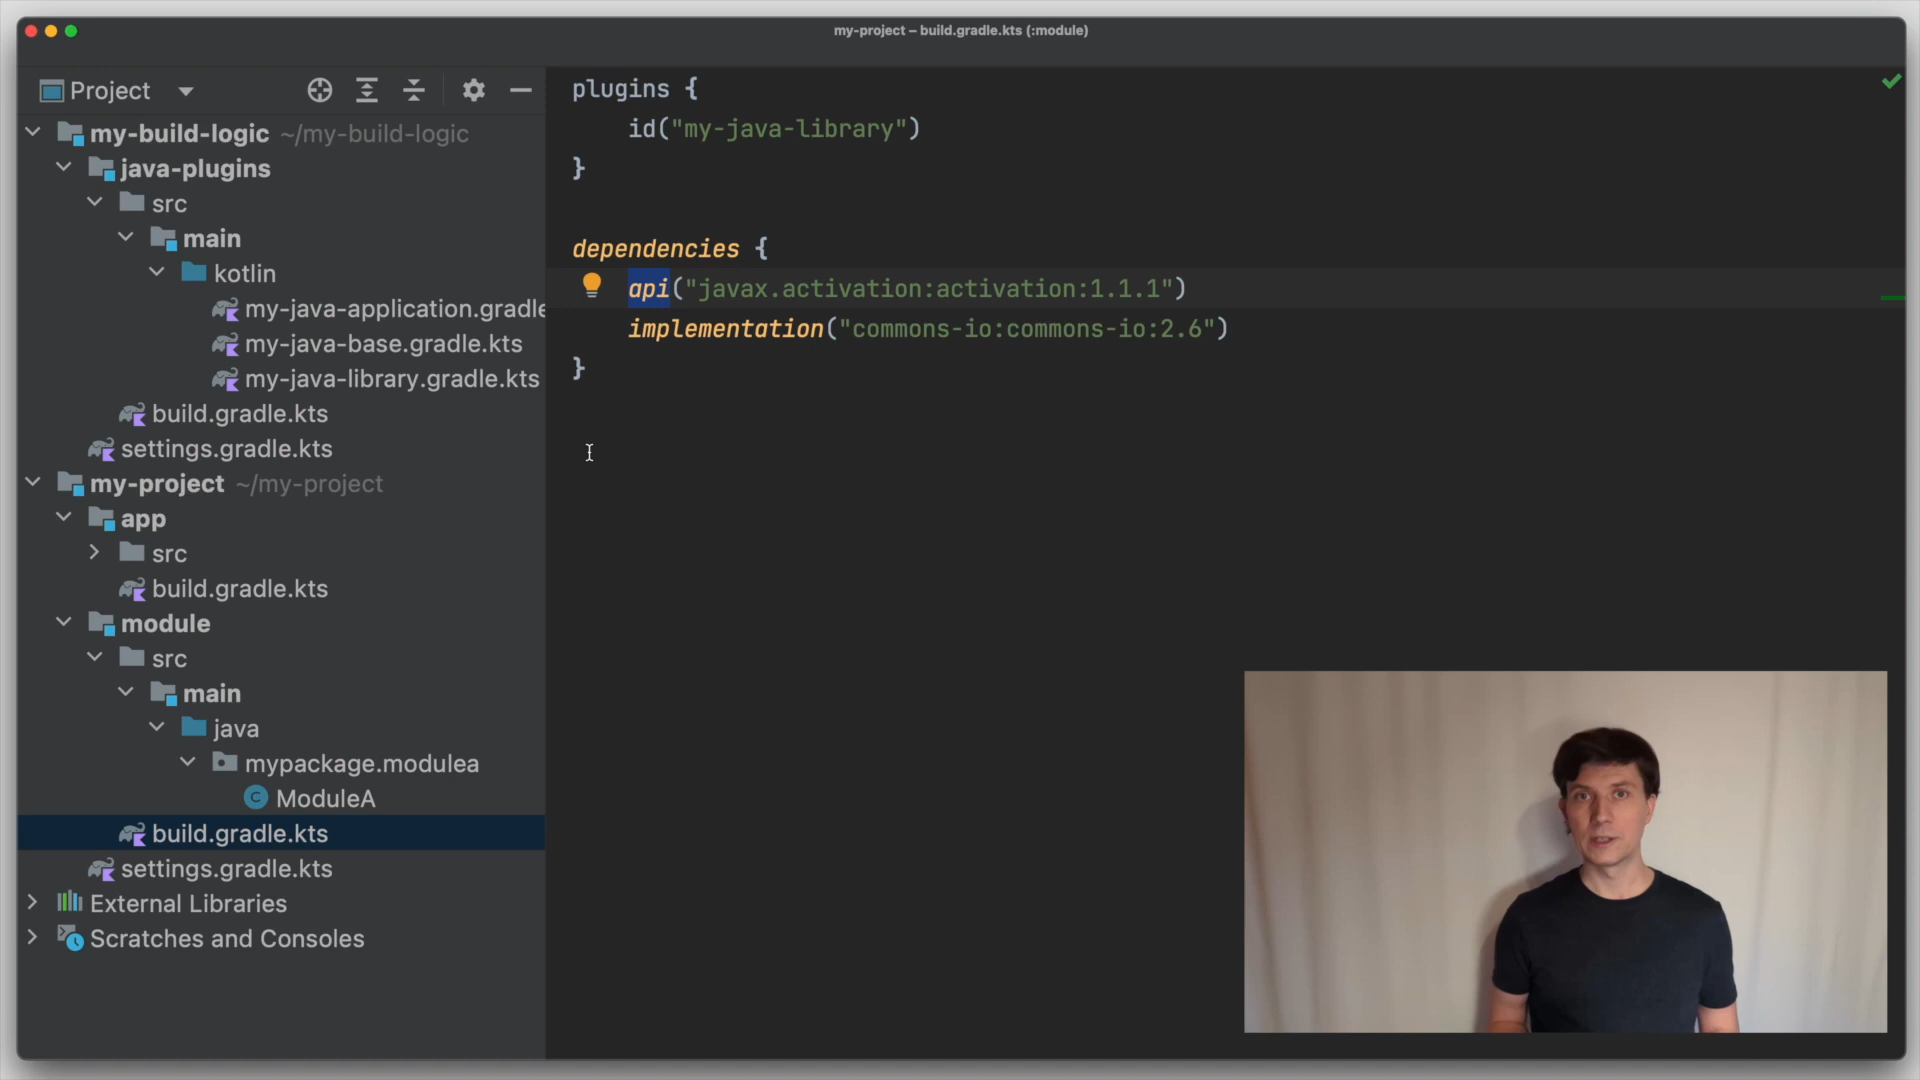 my-project – build.gradle.kts (:module)
Project
my-build-logic ~/my-build-logic
java-plugins
src
main
kotlin
my-java-application.gradle
my-java-base.gradle.kts
my-java-library.gradle.kts
build.gradle.kts
settings.gradle.kts
my-project ~/my-project
app
src
build.gradle.kts
module
src
main
java
mypackage.modulea
C ModuleA
build.gradle.kts
settings.gradle.kts
External Libraries
Scratches and Consoles
plugins {
id("my-java-library")
}
dependencies {
api("javax.activation:activation:1.1.1")
implementation("commons-io:commons-io:2.6")
}